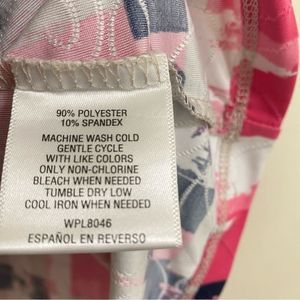 90% POLYESTER
10% SPANDEX
MACHINE WASH COLD
GENTLE CYCLE
WITH LIKE COLORS
ONLY NON-CHLORINE
BLEACH WHEN NEEDED
TUMBLE DRY LOW
COOL IRON WHEN NEEDED
WPL8046
ESPAÑOL EN REVERSO